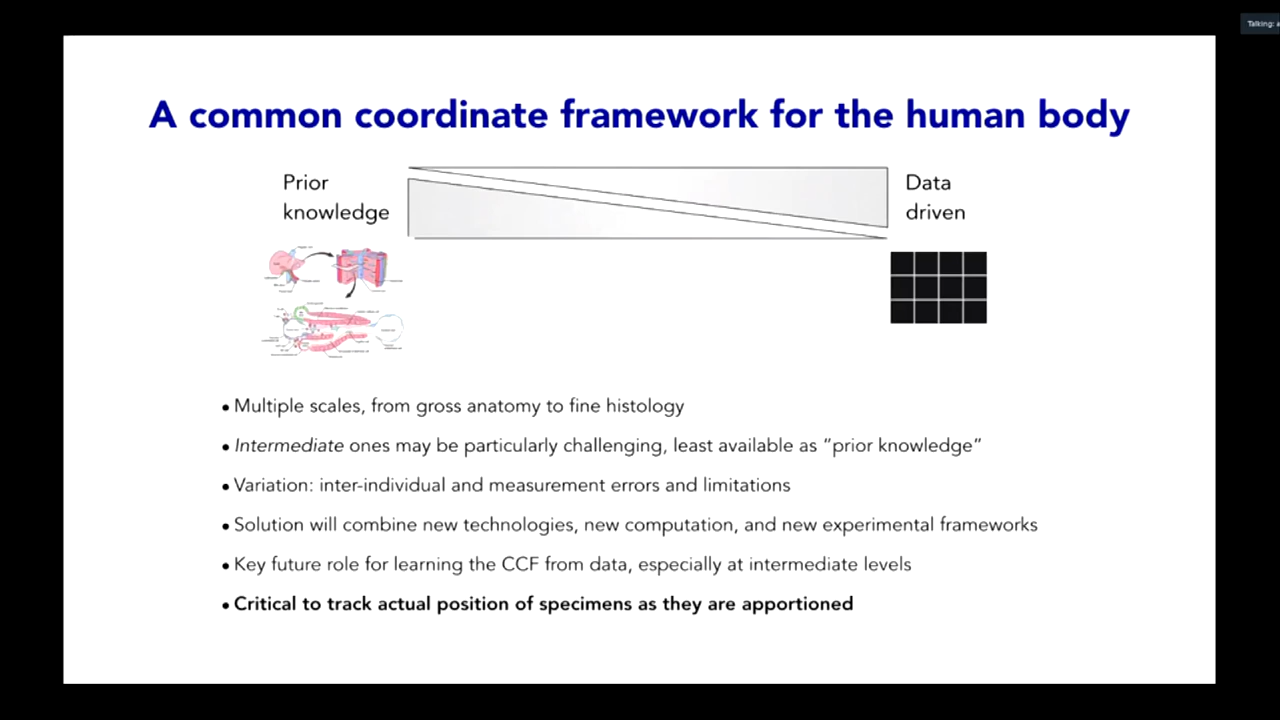 Talking: a
A common coordinate framework for the human body
Prior
knowledge
Data
driven
• Multiple scales, from gross anatomy to fine histology
• Intermediate ones may be particularly challenging, least available as “prior knowledge”
• Variation: inter-individual and measurement errors and limitations
• Solution will combine new technologies, new computation, and new experimental frameworks
• Key future role for learning the CCF from data, especially at intermediate levels
• Critical to track actual position of specimens as they are apportioned